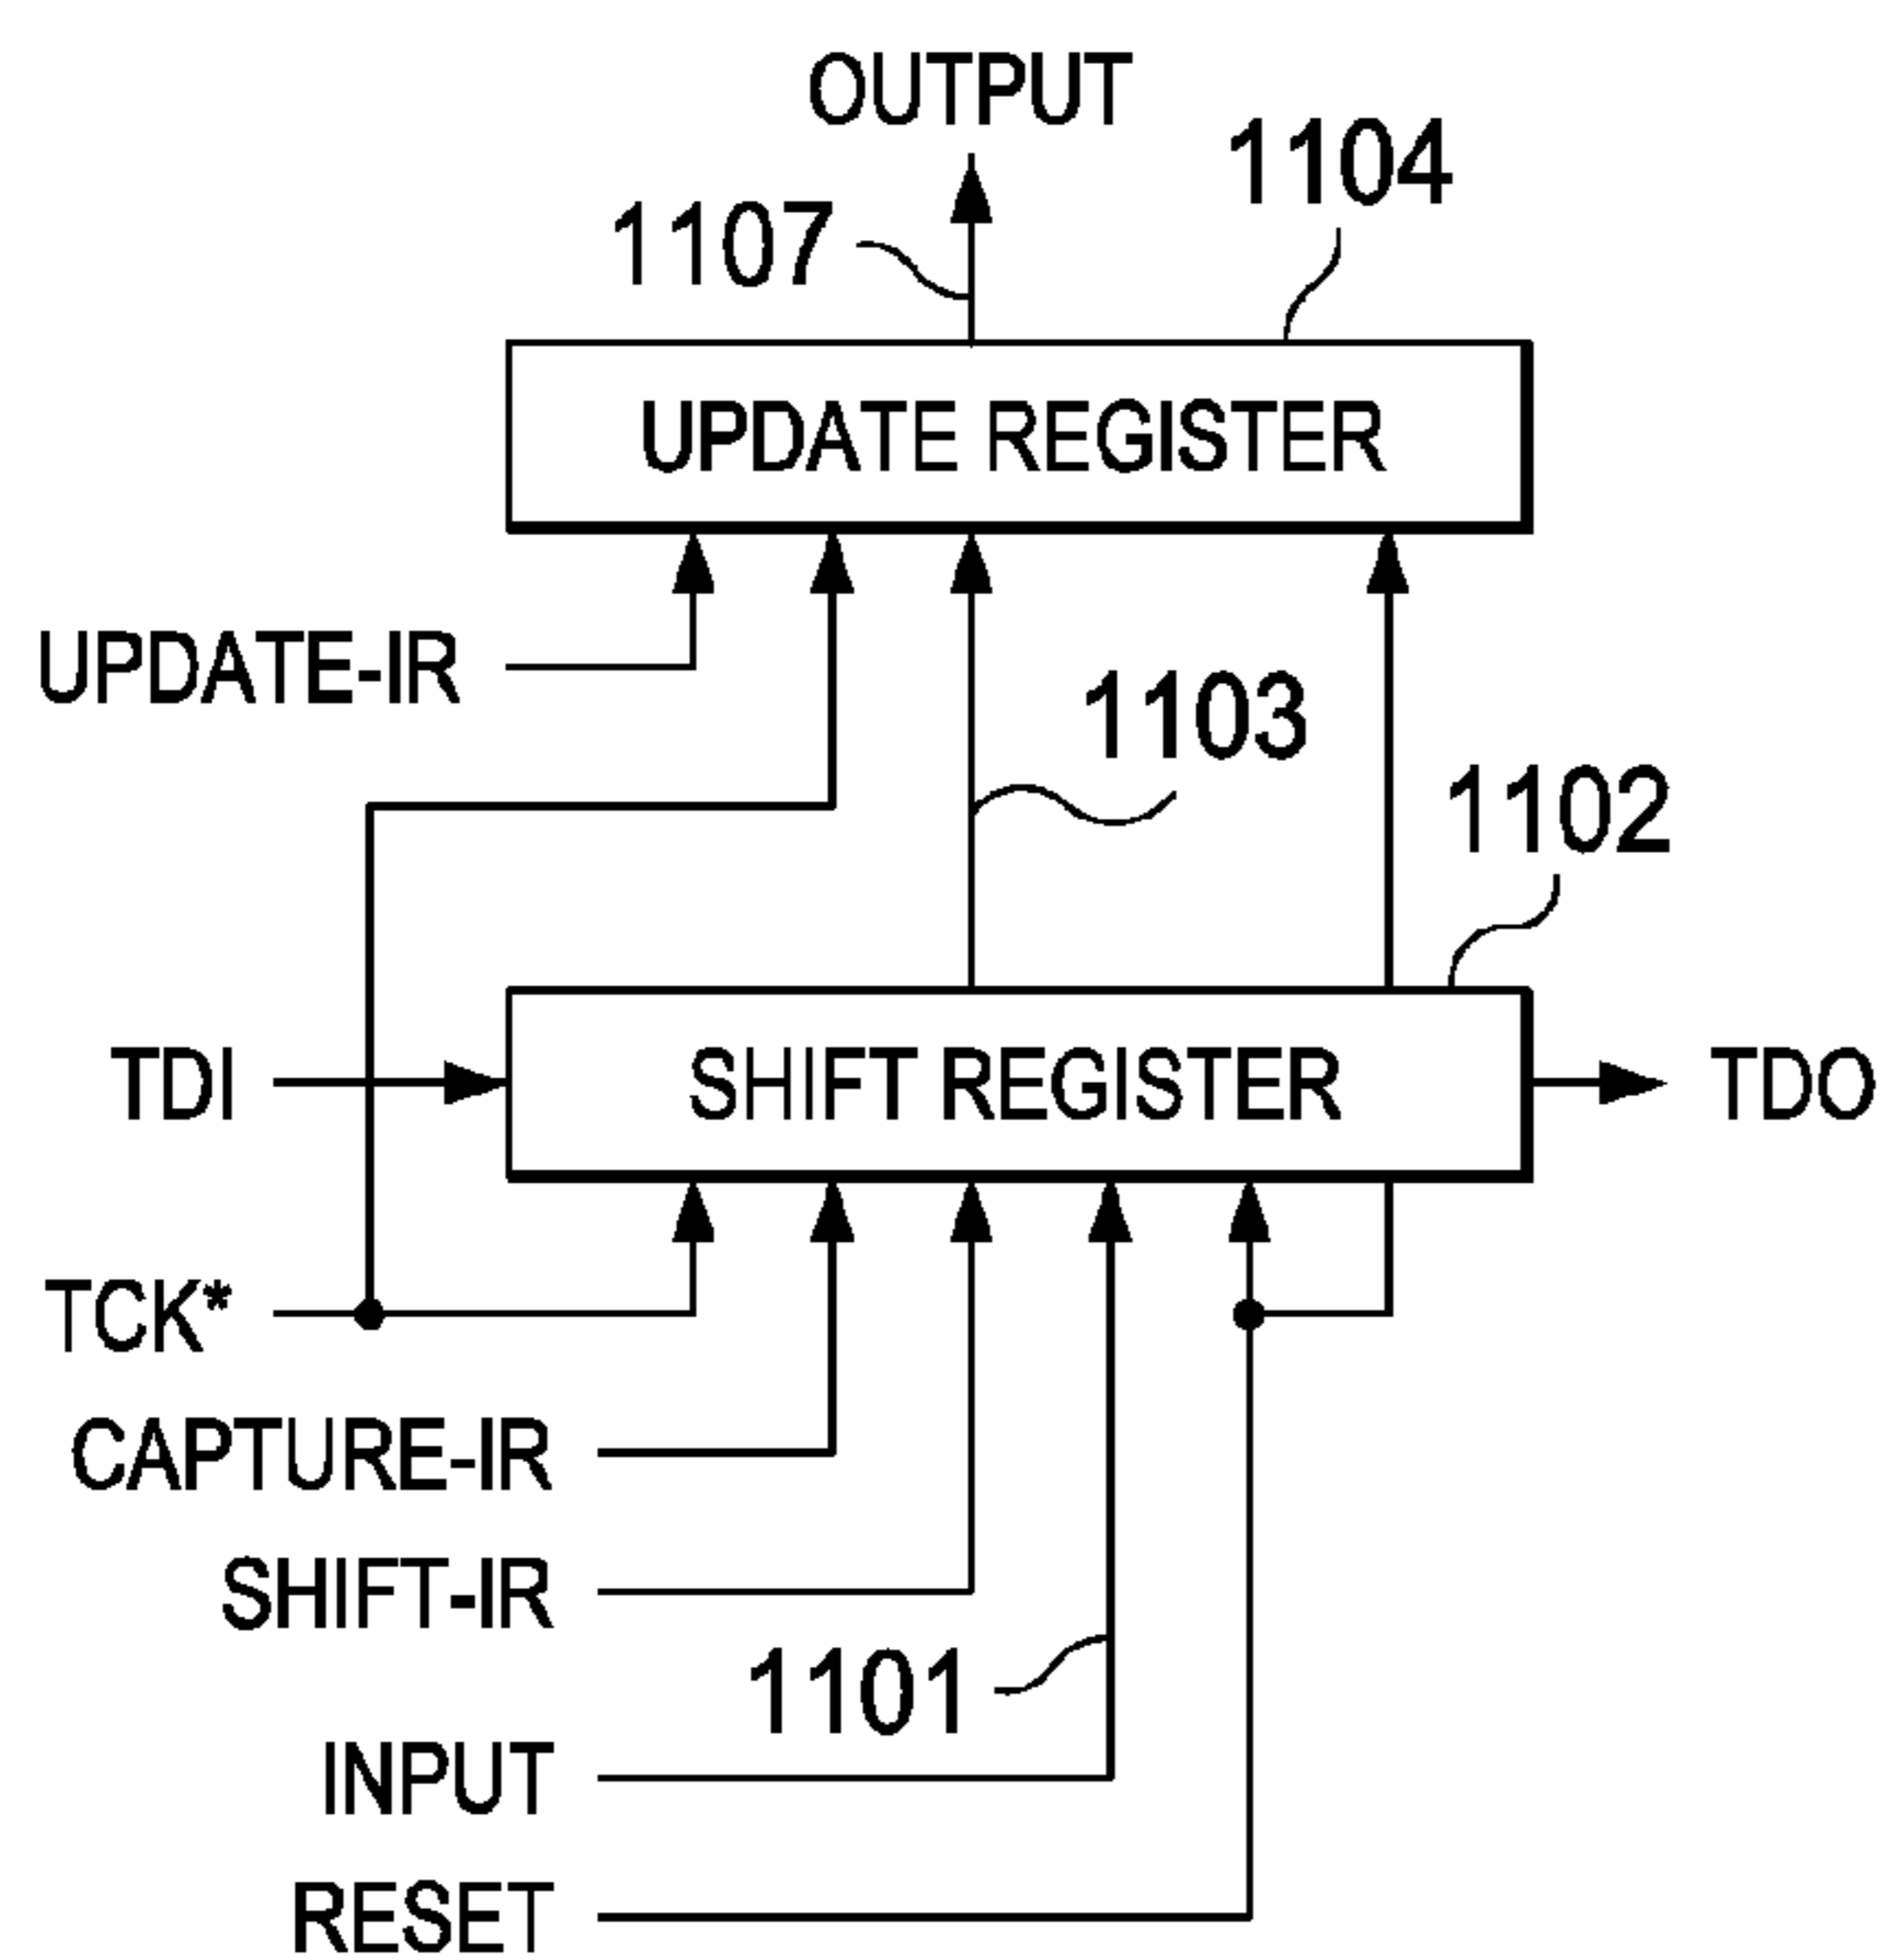 OUTPUT
1104
1107
UPDATE REGISTER
UPDATE-IR
1103
1102
TDI
SHIFT REGISTER
TDO
TCK*
CAPTURE-IR
SHIFT-IR
1101
INPUT
RESET